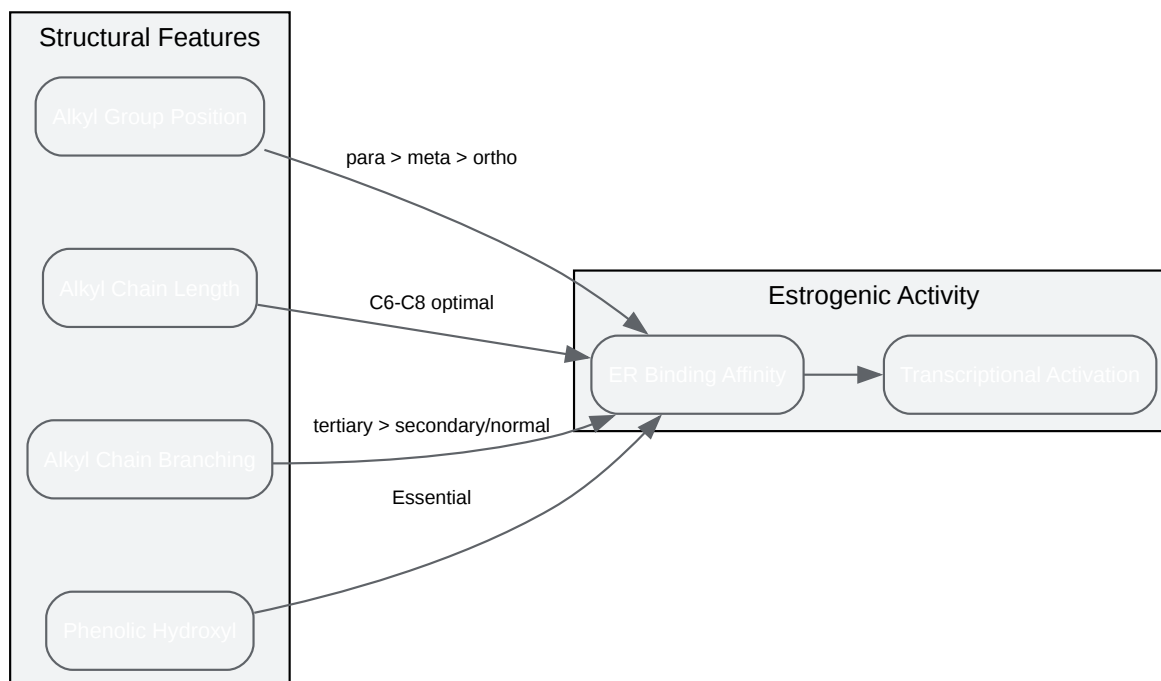 Structural Features
Alkyl Group Position
para > meta > ortho
Alkyl Chain Length
C6-C8 optimal
Estrogenic Activity
ER Binding Affinity
Transcriptional Activation
tertiary > secondary/normal
Alkyl Chain Branching
Essential
Phenolic Hydroxyl